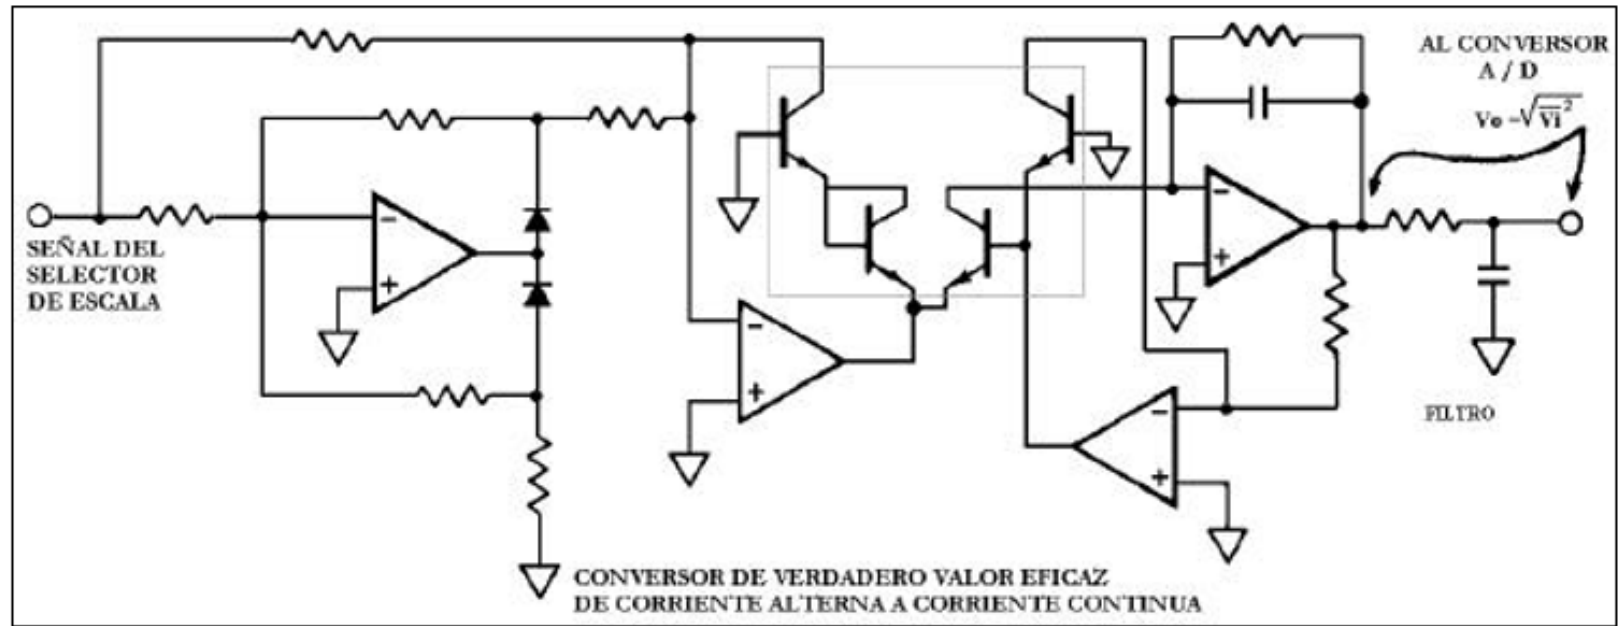 SEÑAL DEL
SELECTOR
DE ESCALA
AL CONVERSOR
A / D
Vo -√Vi²
FILTRO
CONVERSOR DE VERDADERO VALOR EFICAZ
DE CORRIENTE ALTERNA A CORRIENTE CONTINUA